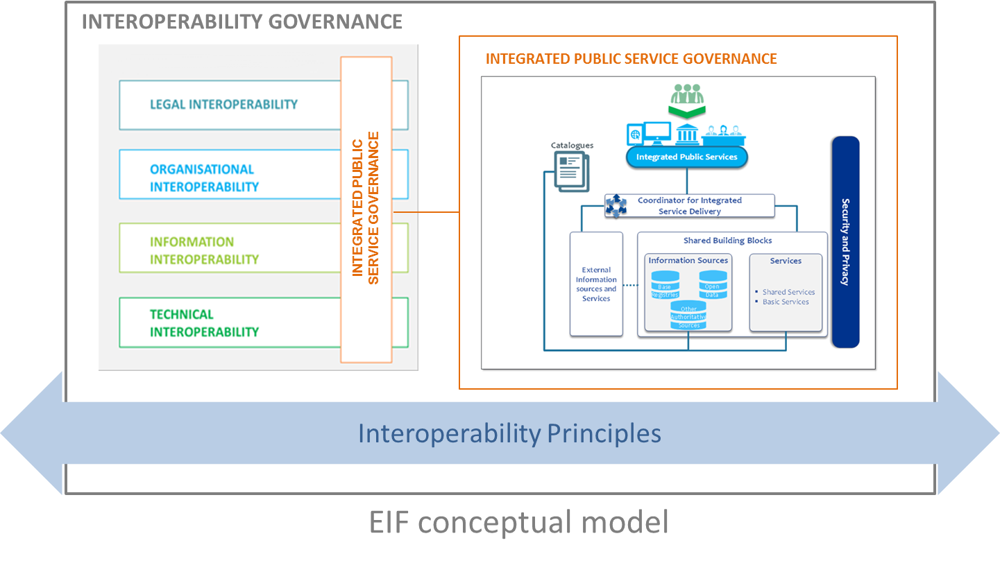 INTEROPERABILITY GOVERNANCE
LEGAL INTEROPERABILITY
ORGANISATIONAL
INTEROPERABILITY
INFORMATION
INTEROPERABILITY
TECHNICAL
INTEROPERABILITY
INTEGRATED PUBLIC
SERVICE GOVERNANCE
INTEGRATED PUBLIC SERVICE GOVERNANCE
Catalogues
Integrated Public Services
Coordinator for Integrated
Service Delivery
External
Information
sources and
Services
Shared Building Blocks
Information Sources
Base
Registries
Open
Data
Other
Authoritative
Sources
Services
▪ Shared Services
▪ Basic Services
Security and Privacy
Interoperability Principles
EIF conceptual model